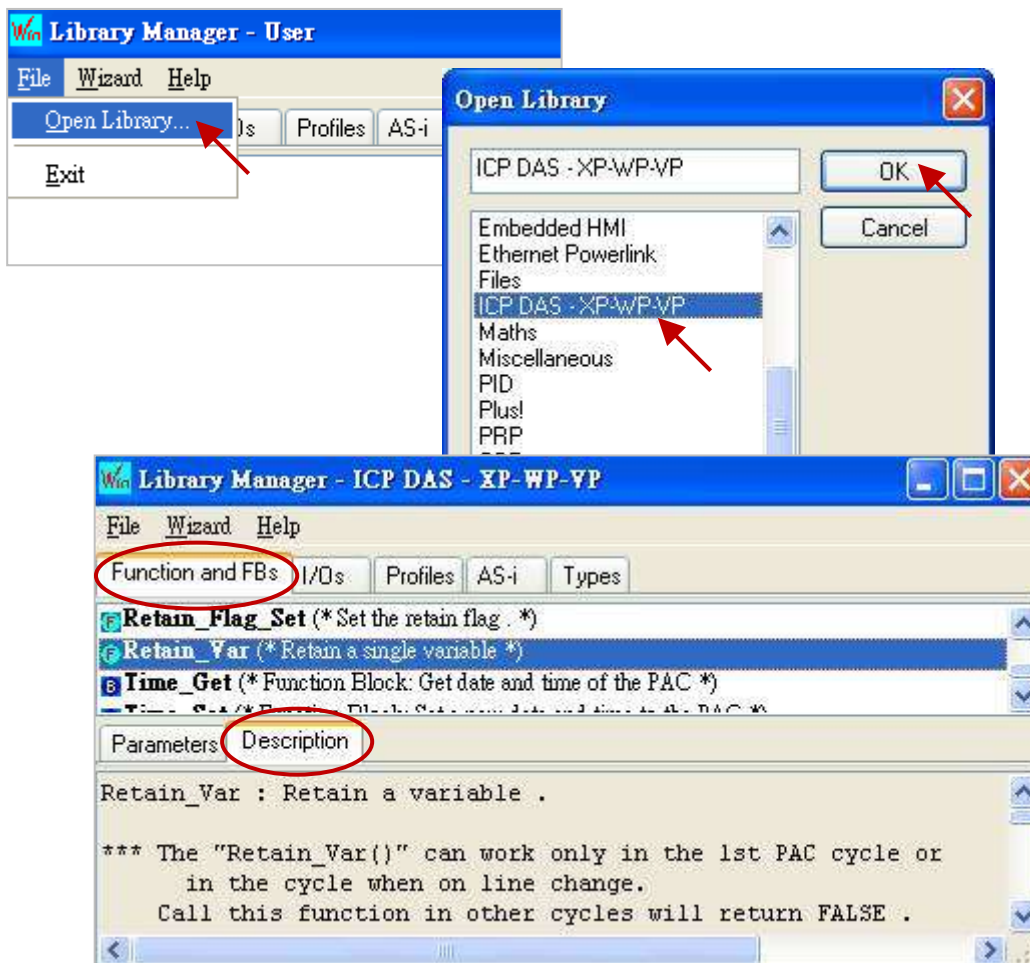 Win Library Manager - User
File Wizard Help
Open Library...
Exit
Profiles AS-i
Open Library
ICP DAS - XP-WP-VP
OK
Cancel
Embedded HMI
Ethernet Powerlink
Files
ICP DAS - XP-WP-VP
Maths
Miscellaneous
PID
Plus!
PRP
Win Library Manager - ICP DAS - XP-WP-VP
File Wizard Help
Function and FBs I/Os Profiles AS-i Types
F Retain_Flag_Set (* Set the retain flag . *)
F Retain_Var (* Retain a single variable *)
B Time_Get (* Function Block: Get date and time of the PAC *)
Parameters Description
Retain_Var : Retain a variable .
*** The "Retain_Var()" can work only in the 1st PAC cycle or
in the cycle when on line change.
Call this function in other cycles will return FALSE .